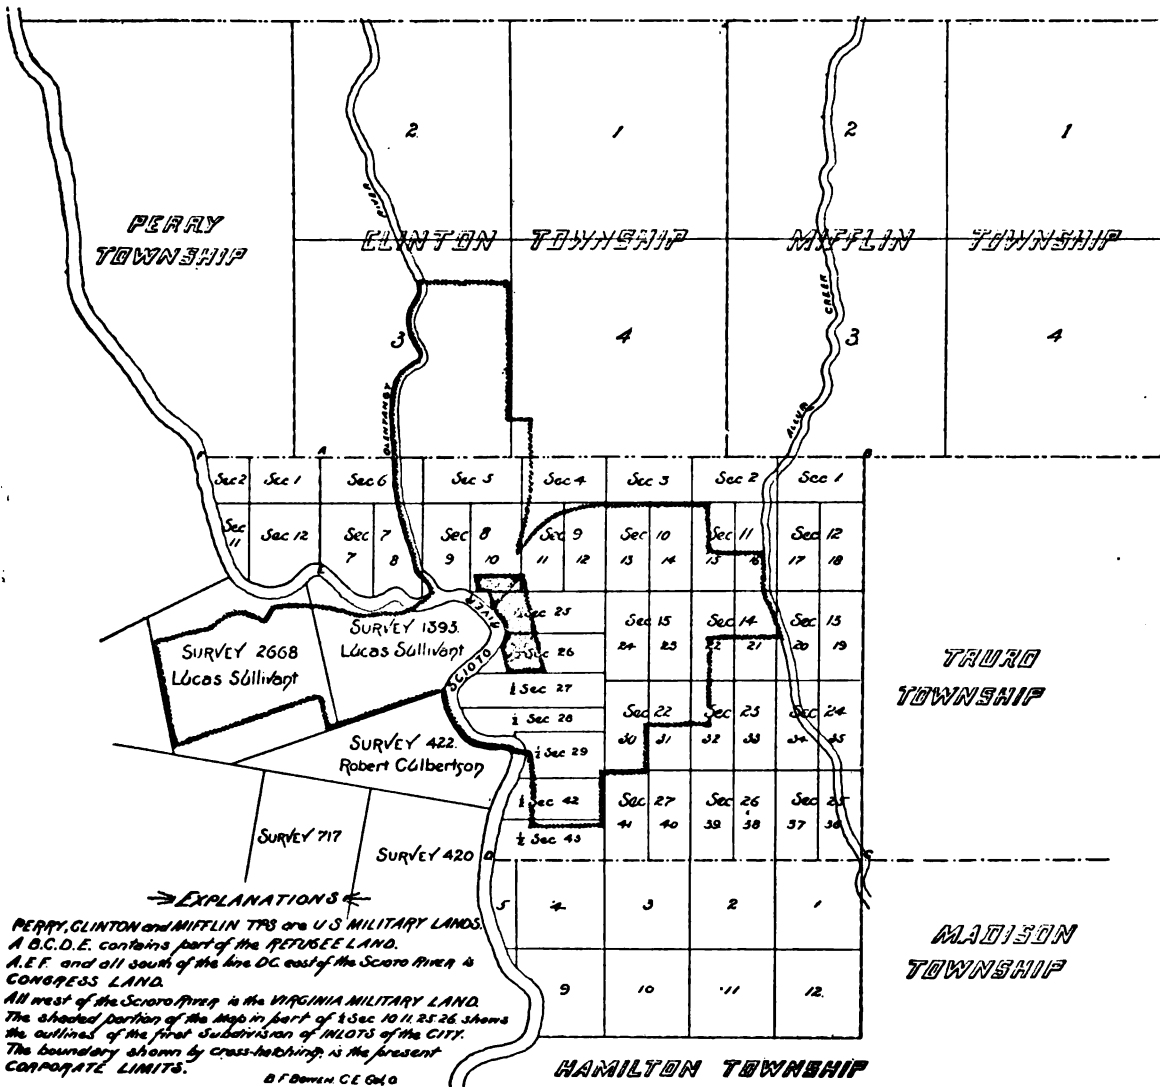 2
1
2
1
RIVER
PERRY
TOWNSHIP
CLINTON TOWNSHIP
MIFFLIN TOWNSHIP
CREEK
3
4
3
4
OLENTANGY
ALUM
F
A
B
Sec 2
Sec 1
Sec 6
Sec 5
Sec 4
Sec 3
Sec 2
Sec 1
Sec
11
Sec 12
Sec 7
7
8
Sec 8
9
10
Sec 9
11
12
Sec 10
13
14
Sec 11
15
16
Sec 12
17
18
E
RIVER
SCIOTO
½ Sec 25
½ Sec 26
½ Sec 27
½ Sec 28
½ Sec 29
½ Sec 42
½ Sec 43
Sec 15
24
23
Sec 14
22
21
Sec 13
20
19
Sec 22
30
31
Sec 23
32
33
Sec 24
34
35
Sec 27
41
40
Sec 26
39
38
Sec 25
37
36
SURVEY 2668
Lucas Sullivant
SURVEY 1393.
Lucas Sullivant
SURVEY 422.
Robert Culbertson
SURVEY 717
SURVEY 420
D
C
TRURO
TOWNSHIP
5
4
3
2
1
9
10
11
12.
MADISON
TOWNSHIP
HAMILTON TOWNSHIP
EXPLANATIONS
PERRY, CLINTON and MIFFLIN TPS are U S MILITARY LANDS.
A B.C.D.E. contains part of the REFUGEE LAND.
A.E.F. and all south of the line DC east of the SCIOTO RIVER is
CONGRESS LAND.
All west of the SCIOTO RIVER is the VIRGINIA MILITARY LAND.
The shaded portion of the Map in part of ½ Sec 10.11.25.26. shows
the outlines of the first Subdivision of INLOTS of the CITY.
The boundary shown by cross-hatching, is the present
CORPORATE LIMITS.
B F BOWEN. C E Col, O